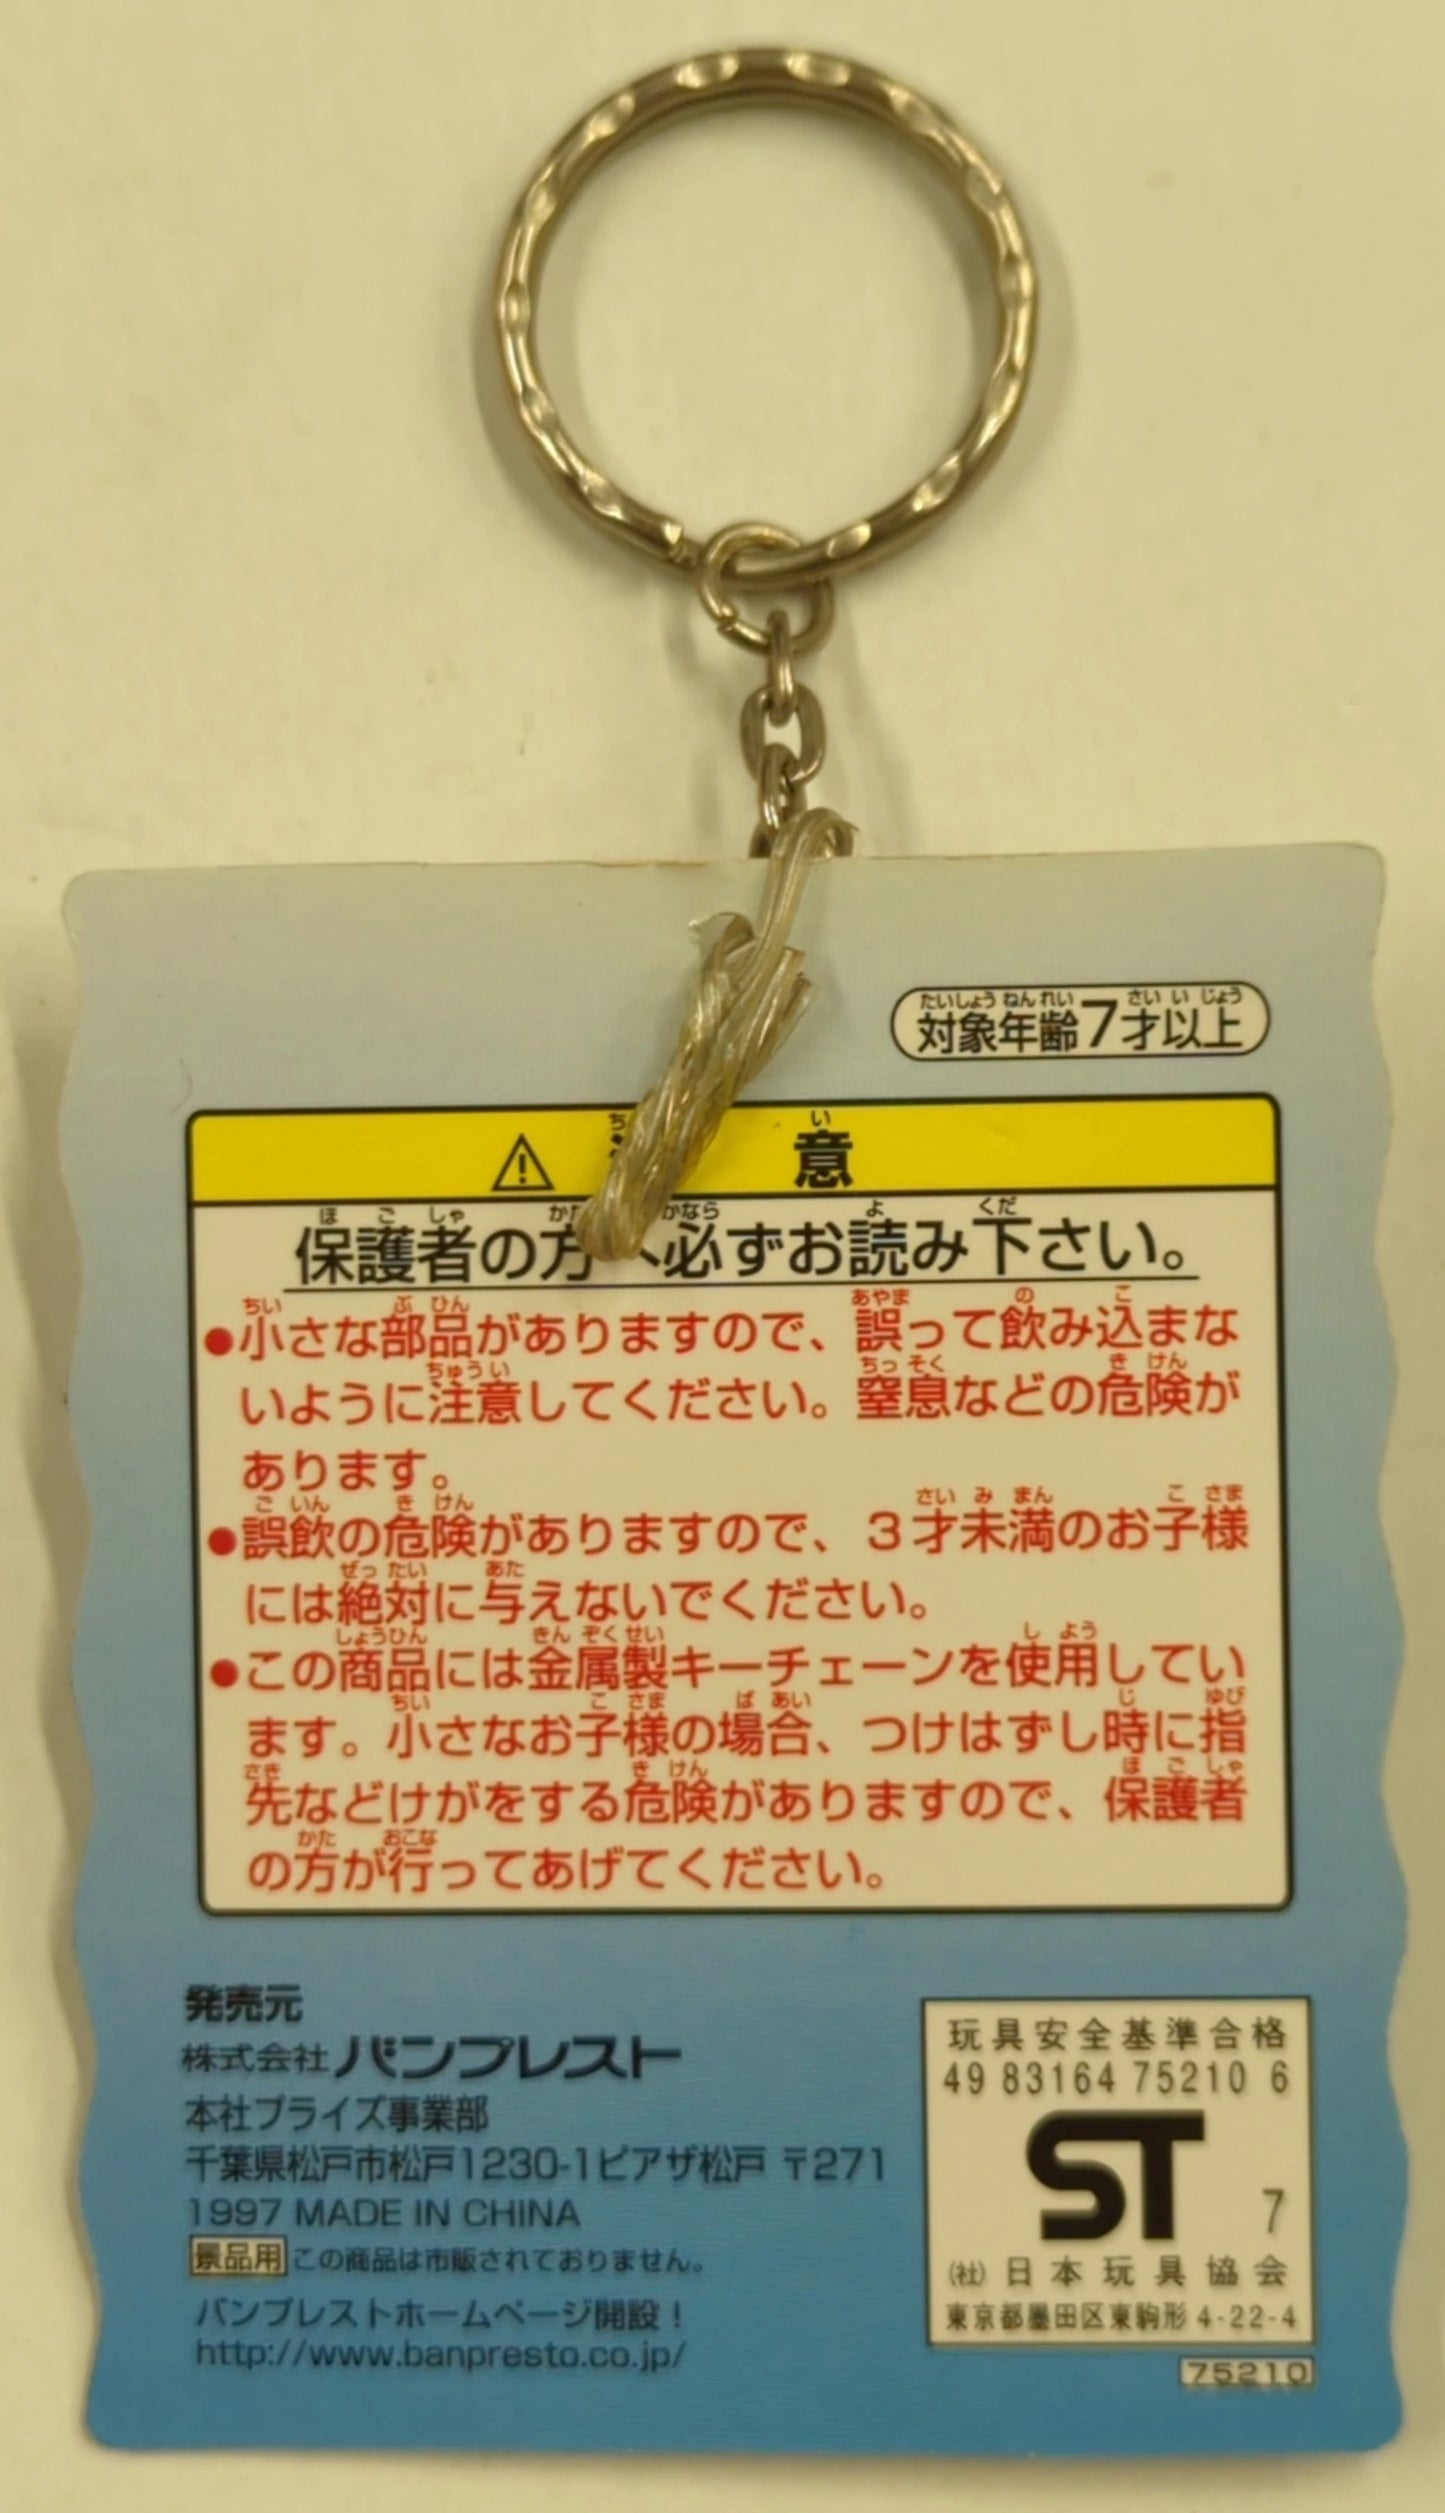 対象年齢7才以上
意
保護者の方へ必ずお読み下さい。
●小さな部品がありますので、誤って飲み込まな
いように注意してください。窒息などの危険が
あります。
●誤飲の危険がありますので、3才未満のお子様
には絶対に与えないでください。
●この商品には金属製キーチェーンを使用してい
ます。小さなお子様の場合、つけはずし時に指
先などけがをする危険がありますので、保護者
の方が行ってあげてください。
発売元
株式会社バンプレスト
本社プライズ事業部
千葉県松戸市松戸1230-1ピアザ松戸 〒271
1997 MADE IN CHINA
景品用 この商品は市販されておりません。
バンプレストホームページ開設!
http://www.banpresto.co.jp/
玩具安全基準合格
49 83164 75210 6
ST 7
(社)日本玩具協会
東京都墨田区東駒形 4-22-4
75210